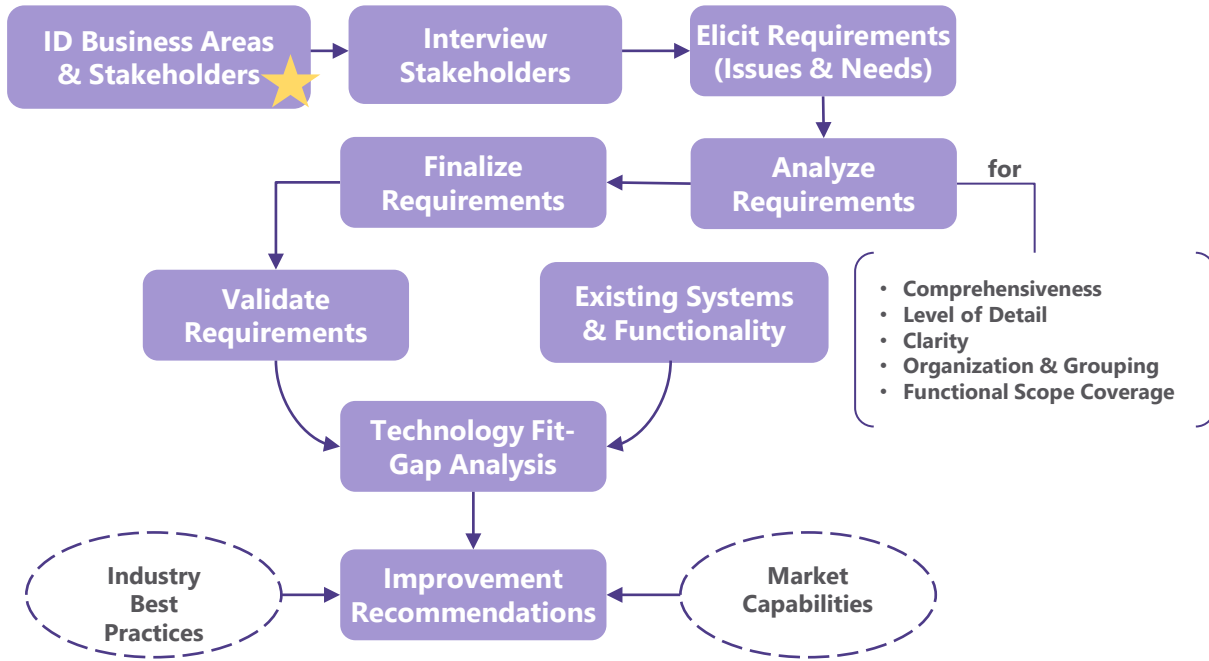 ID Business Areas
& Stakeholders
Interview
Stakeholders
Elicit Requirements
(Issues & Needs)
Finalize
Requirements
Analyze
Requirements
for
Validate
Requirements
Existing Systems
& Functionality
• Comprehensiveness
• Level of Detail
• Clarity
• Organization & Grouping
• Functional Scope Coverage
Technology Fit-
Gap Analysis
Industry
Best
Practices
Improvement
Recommendations
Market
Capabilities